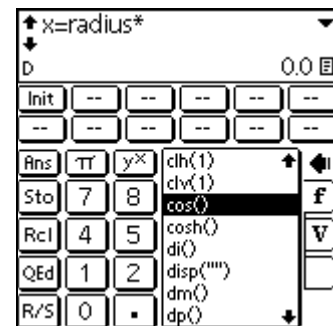 x=radius*
D 0.0
Init -- -- -- -- --
-- -- -- -- -- --
Ans π yˣ
Sto 7 8
Rcl 4 5
QEd 1 2
R/S 0 .
clh(1)
clv(1)
cos()
cosh()
di()
disp("")
dm()
dp()
f
V